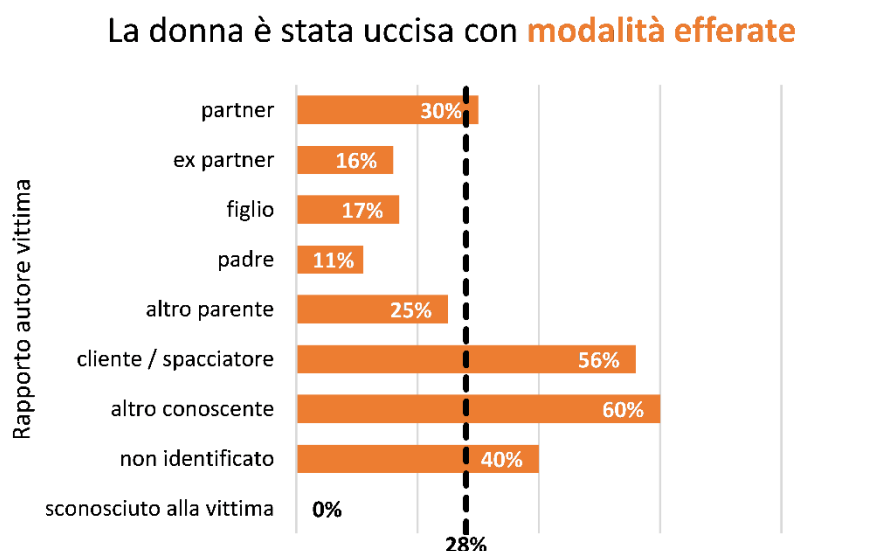 La donna è stata uccisa con modalità efferate
Rapporto autore vittima
partner 30%
ex partner 16%
figlio 17%
padre 11%
altro parente 25%
cliente / spacciatore 56%
altro conoscente 60%
non identificato 40%
sconosciuto alla vittima 0%
28%